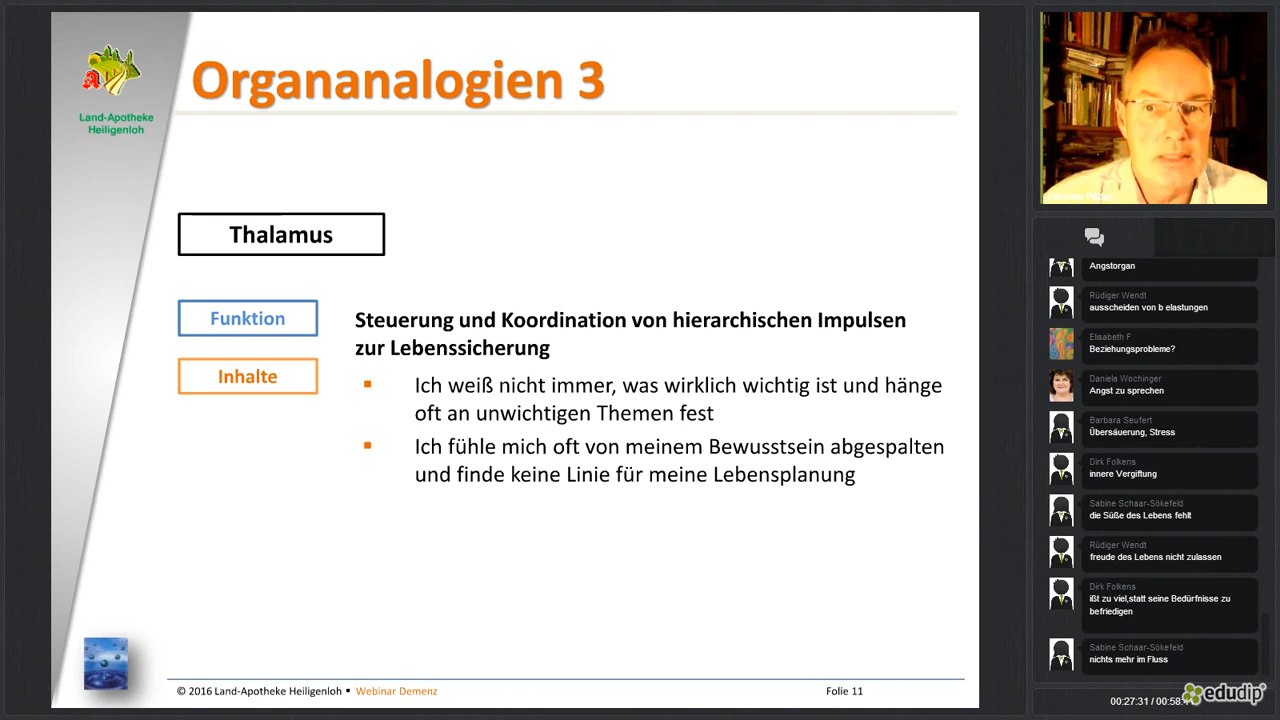 Organanalogien 3
Land-Apotheke
Heiligenloh
Thalamus
Funktion
Steuerung und Koordination von hierarchischen Impulsen
zur Lebenssicherung
Inhalte
Ich weiß nicht immer, was wirklich wichtig ist und hänge
oft an unwichtigen Themen fest
Ich fühle mich oft von meinem Bewusstsein abgespalten
und finde keine Linie für meine Lebensplanung
© 2016 Land-Apotheke Heiligenloh ▪ Webinar Demenz
Folie 11
Angstorgan
Rüdiger Wendt
ausscheiden von b elastungen
Elisabeth F
Beziehungsprobleme?
Daniela Wochinger
Angst zu sprechen
Barbara Seufert
Übersäuerung, Stress
Dirk Folkens
innere Vergiftung
Sabine Schaar-Sökefeld
die Süße des Lebens fehlt
Rüdiger Wendt
freude des Lebens nicht zulassen
Dirk Folkens
ißt zu viel,statt seine Bedürfnisse zu
befriedigen
Sabine Schaar-Sökefeld
nichts mehr im Fluss
00:27:31 /
edudip